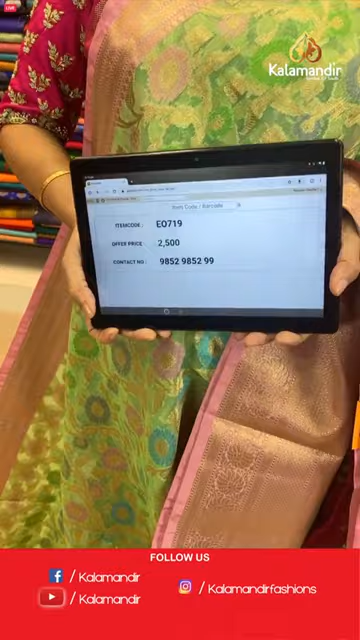 LIVE
Kalamandir
Item Code / Barcode
ITEMCODE : EO719
OFFER PRICE : 2,500
CONTACT NO : 9852 9852 99
FOLLOW US
/Kalamandir
/Kalamandirfashions
/Kalamandir